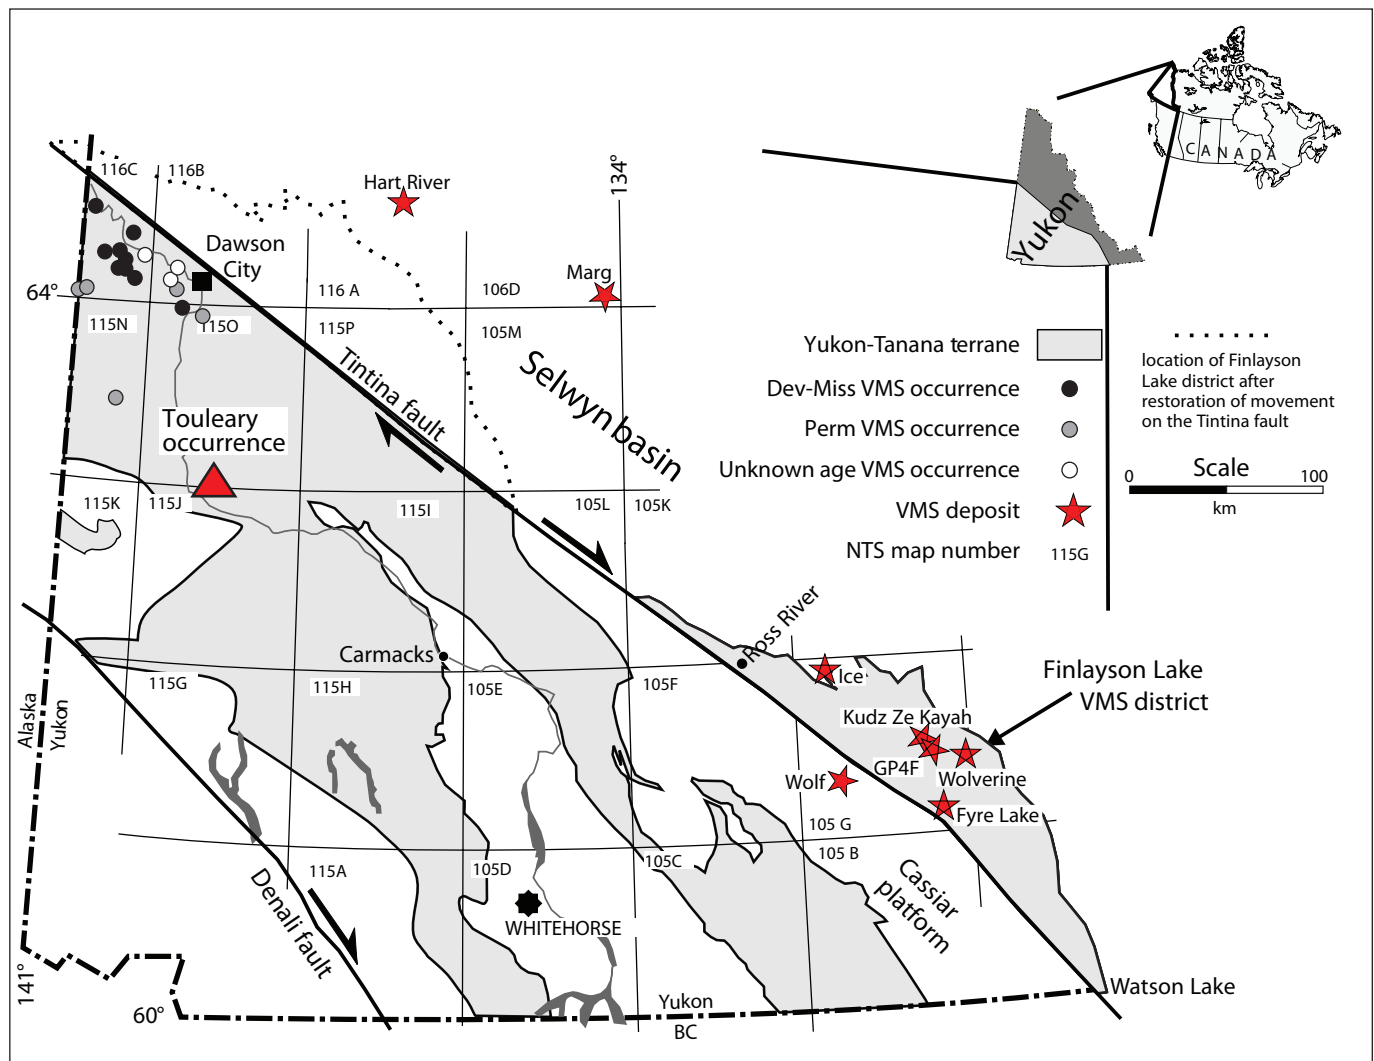 CANADA
Yukon
116C
116B
Hart River
134°
Dawson
City
Marg
64°
116 A
106D
115N
115O
115P
105M
Tintina fault
Selwyn basin
Touleary
occurrence
115K
115J
115I
105L
105K
Yukon-Tanana terrane
Dev-Miss VMS occurrence
Perm VMS occurrence
Unknown age VMS occurrence
VMS deposit
NTS map number
115G
location of Finlayson
Lake district after
restoration of movement
on the Tintina fault
Scale
0
100
km
Ross River
Carmacks
Ice
115G
115H
105E
105F
Finlayson Lake
VMS district
Alaska
Yukon
Kudz Ze Kayah
GP4F
Wolverine
Wolf
Fyre Lake
105 G
105 B
115A
105D
105C
Cassiar
platform
Denali fault
WHITEHORSE
141°
60°
Yukon
BC
Watson Lake